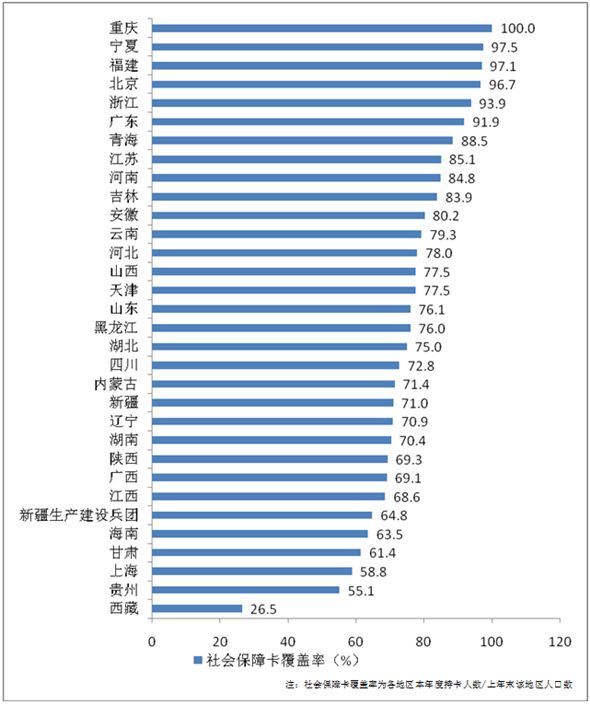 重庆 100.0
宁夏 97.5
福建 97.1
北京 96.7
浙江 93.9
广东 91.9
青海 88.5
江苏 85.1
河南 84.8
吉林 83.9
安徽 80.2
云南 79.3
河北 78.0
山西 77.5
天津 77.5
山东 76.1
黑龙江 76.0
湖北 75.0
四川 72.8
内蒙古 71.4
新疆 71.0
辽宁 70.9
湖南 70.4
陕西 69.3
广西 69.1
江西 68.6
新疆生产建设兵团 64.8
海南 63.5
甘肃 61.4
上海 58.8
贵州 55.1
西藏 26.5
0 20 40 60 80 100 120
社会保障卡覆盖率（%）
注：社会保障卡覆盖率为各地区本年度持卡人数/上年末该地区人口数